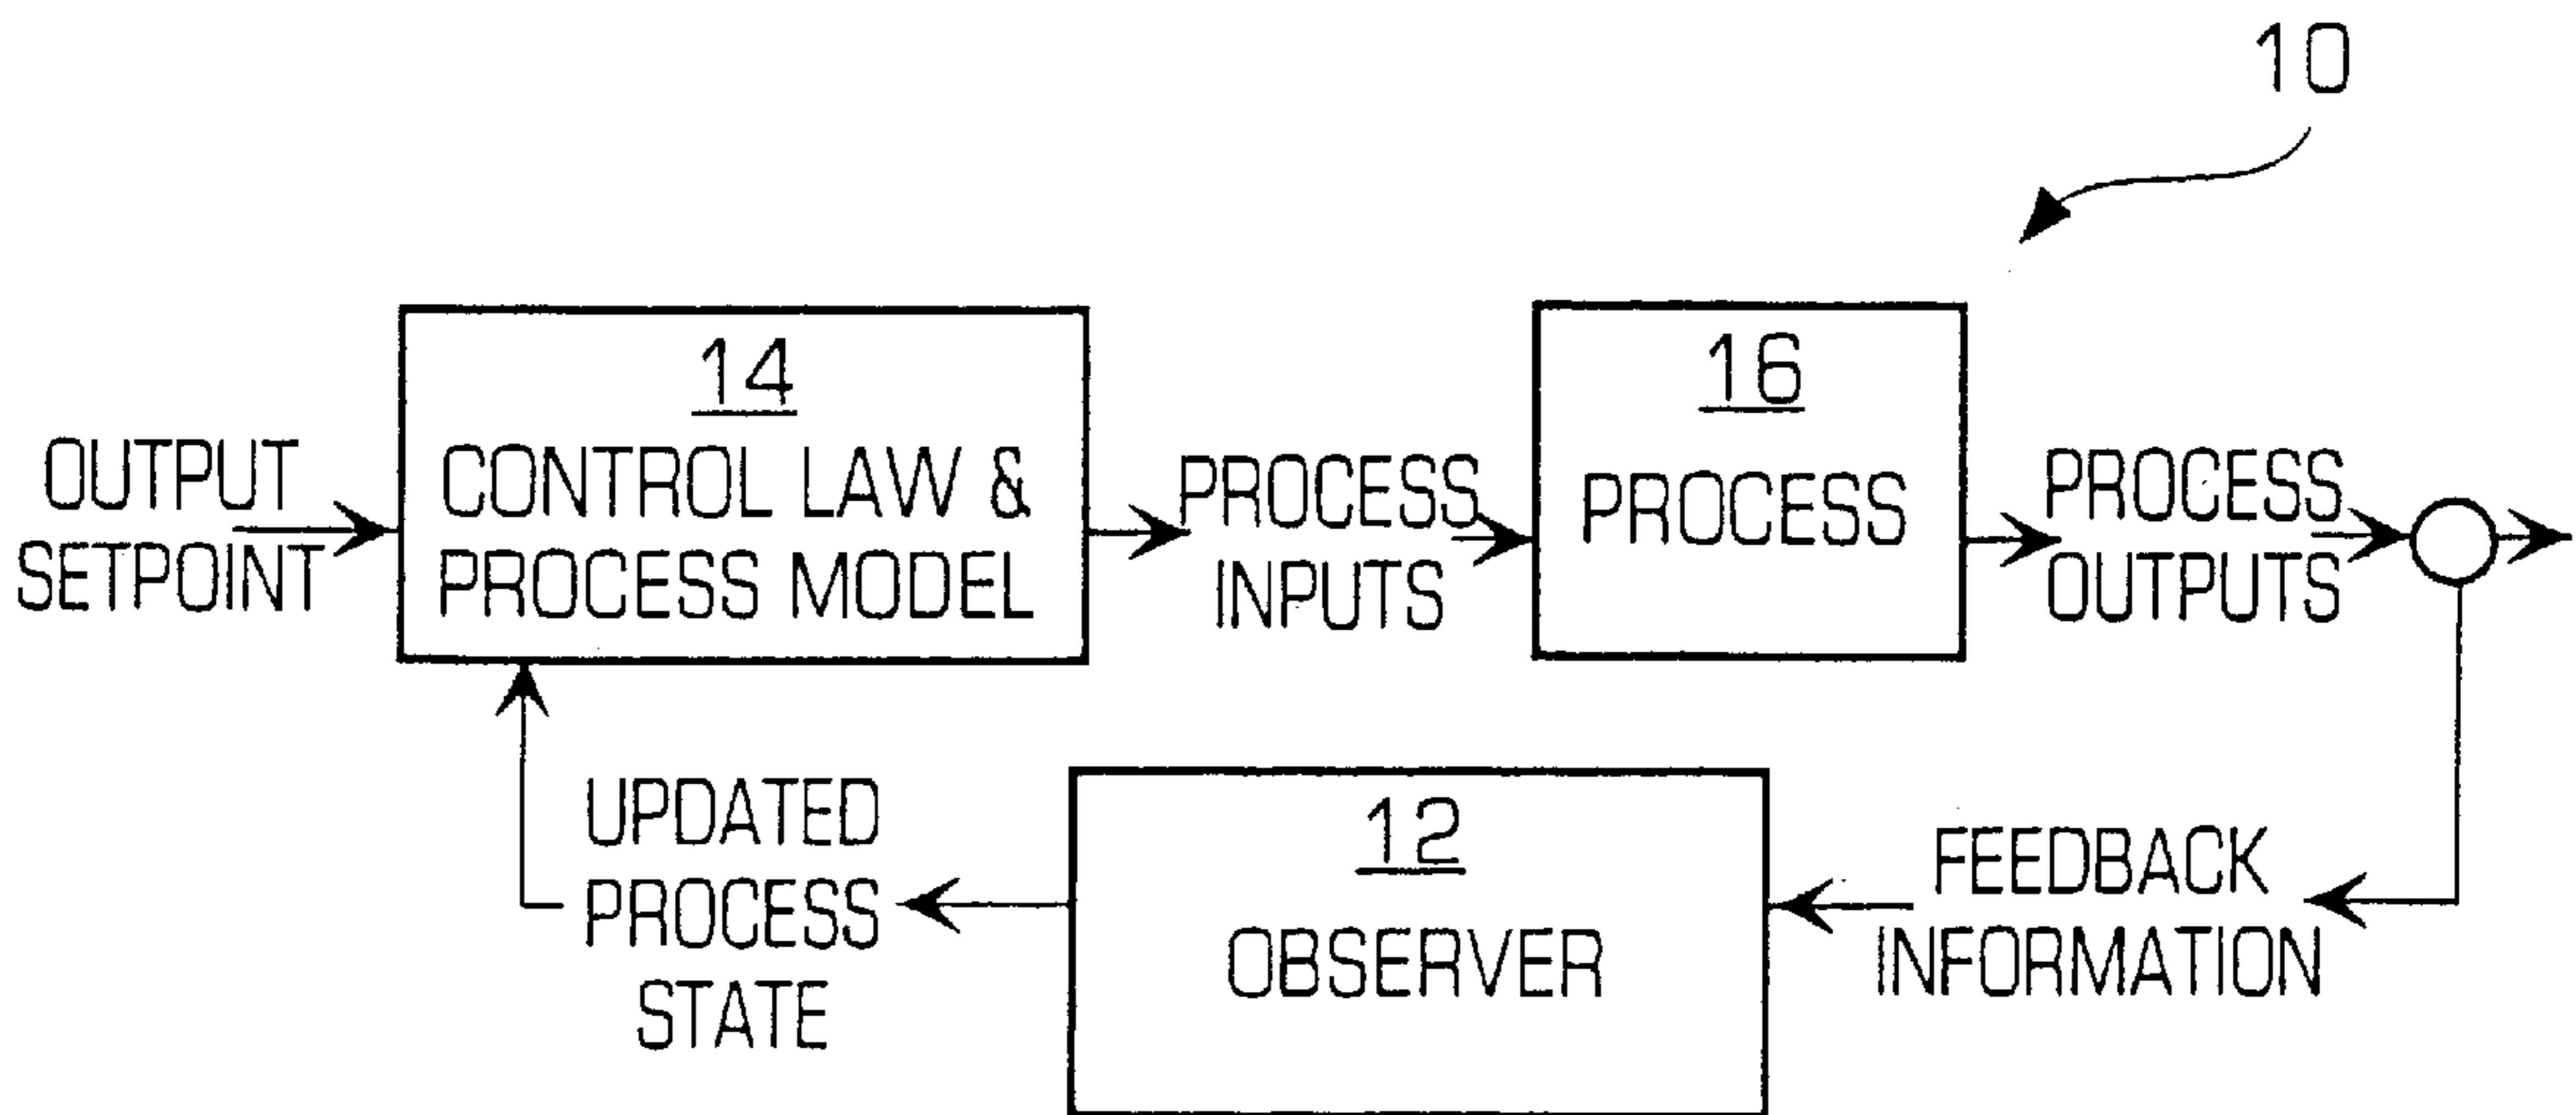 10
14
CONTROL LAW &
PROCESS MODEL
OUTPUT
SETPOINT
PROCESS
INPUTS
16
PROCESS
PROCESS
OUTPUTS
UPDATED
PROCESS
STATE
12
OBSERVER
FEEDBACK
INFORMATION